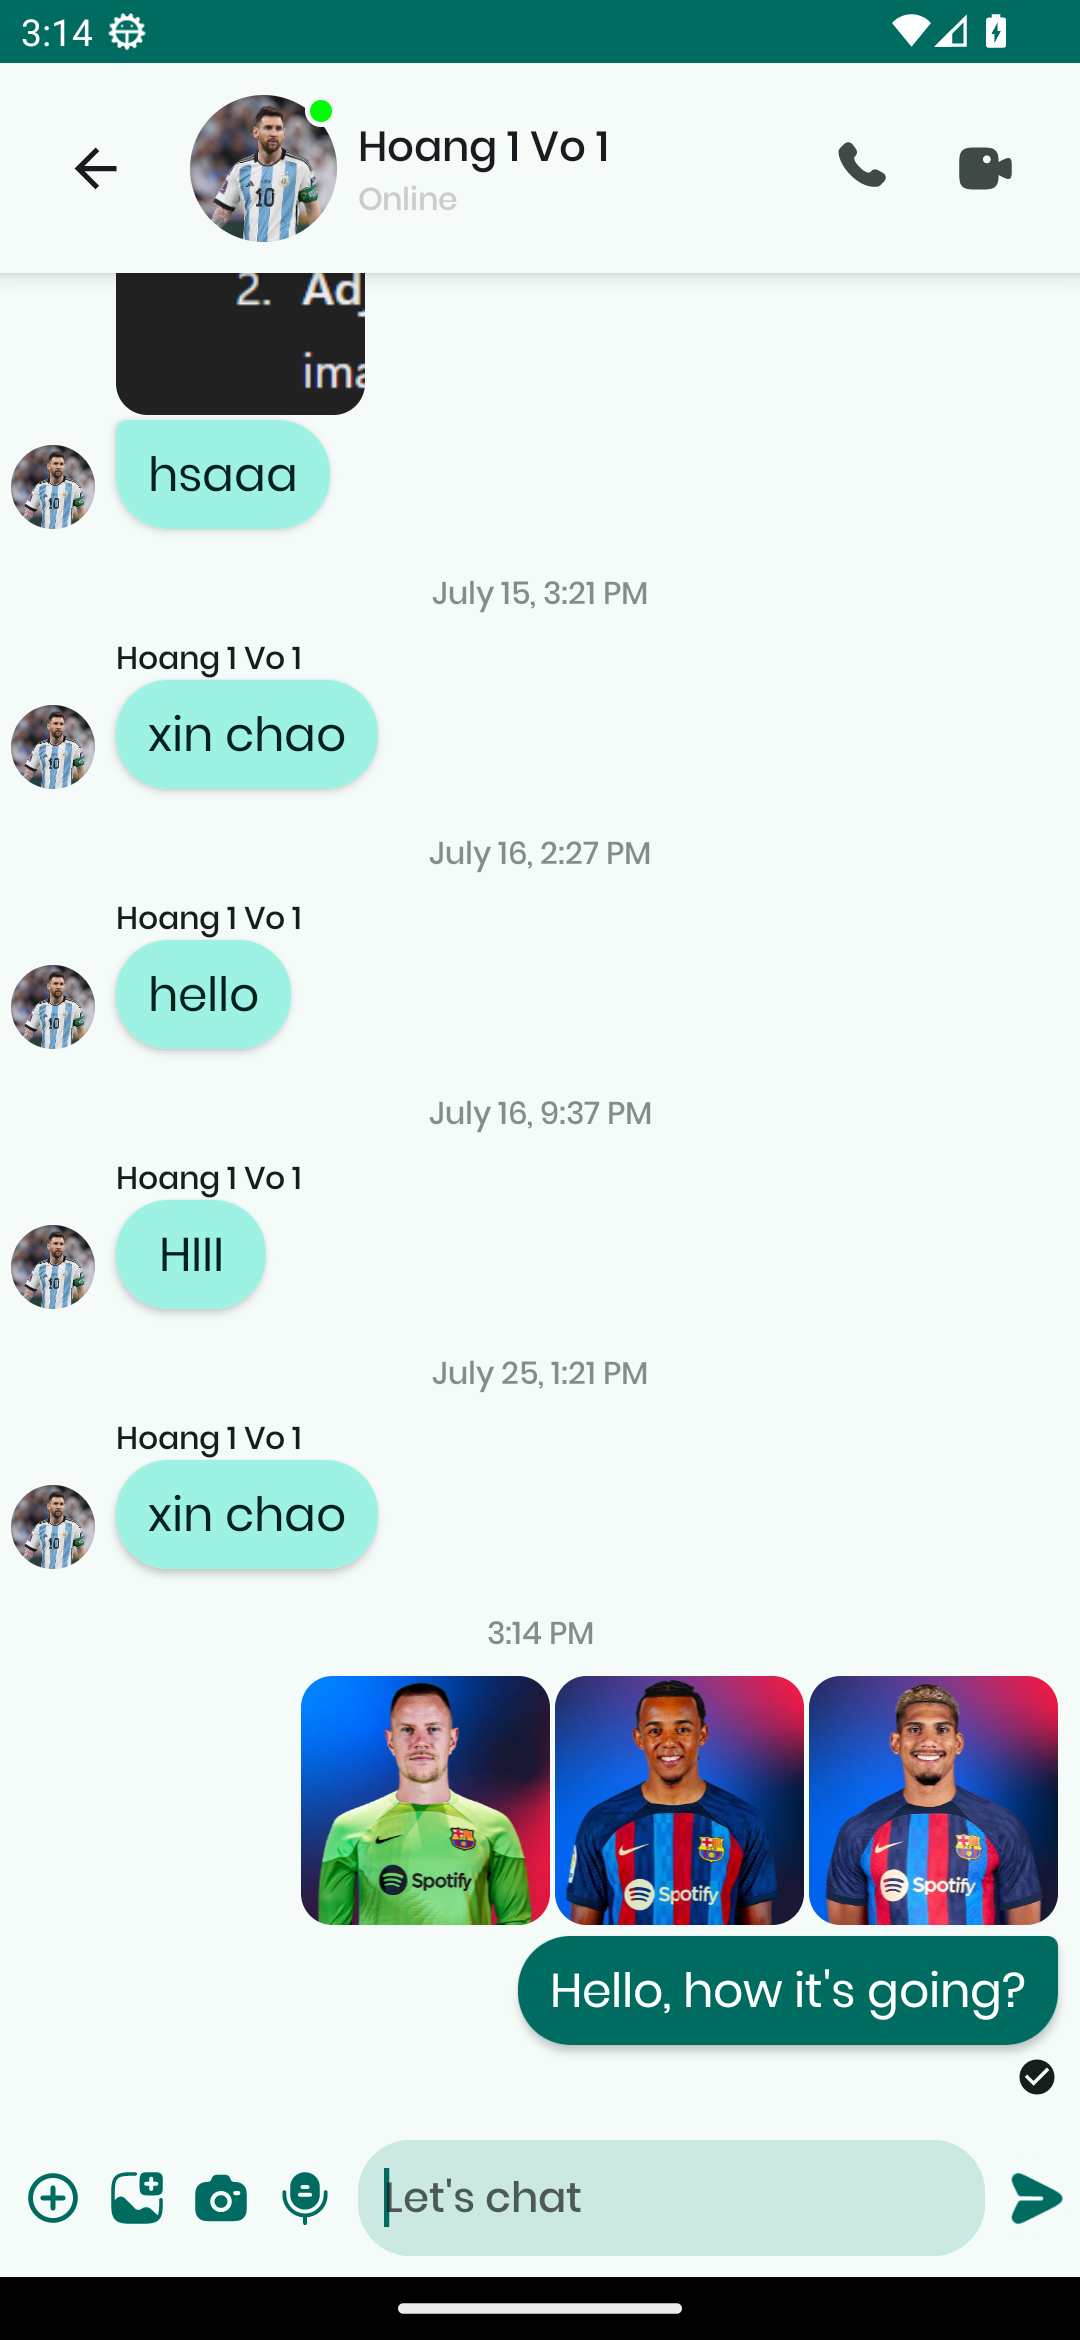 3:14
Hoang 1 Vo 1
Online
2. Adj
ima
hsaaa
July 15, 3:21 PM
Hoang 1 Vo 1
xin chao
July 16, 2:27 PM
Hoang 1 Vo 1
hello
July 16, 9:37 PM
Hoang 1 Vo 1
HIII
July 25, 1:21 PM
Hoang 1 Vo 1
xin chao
3:14 PM
Spotify
Spotify
Spotify
Hello, how it's going?
Let's chat